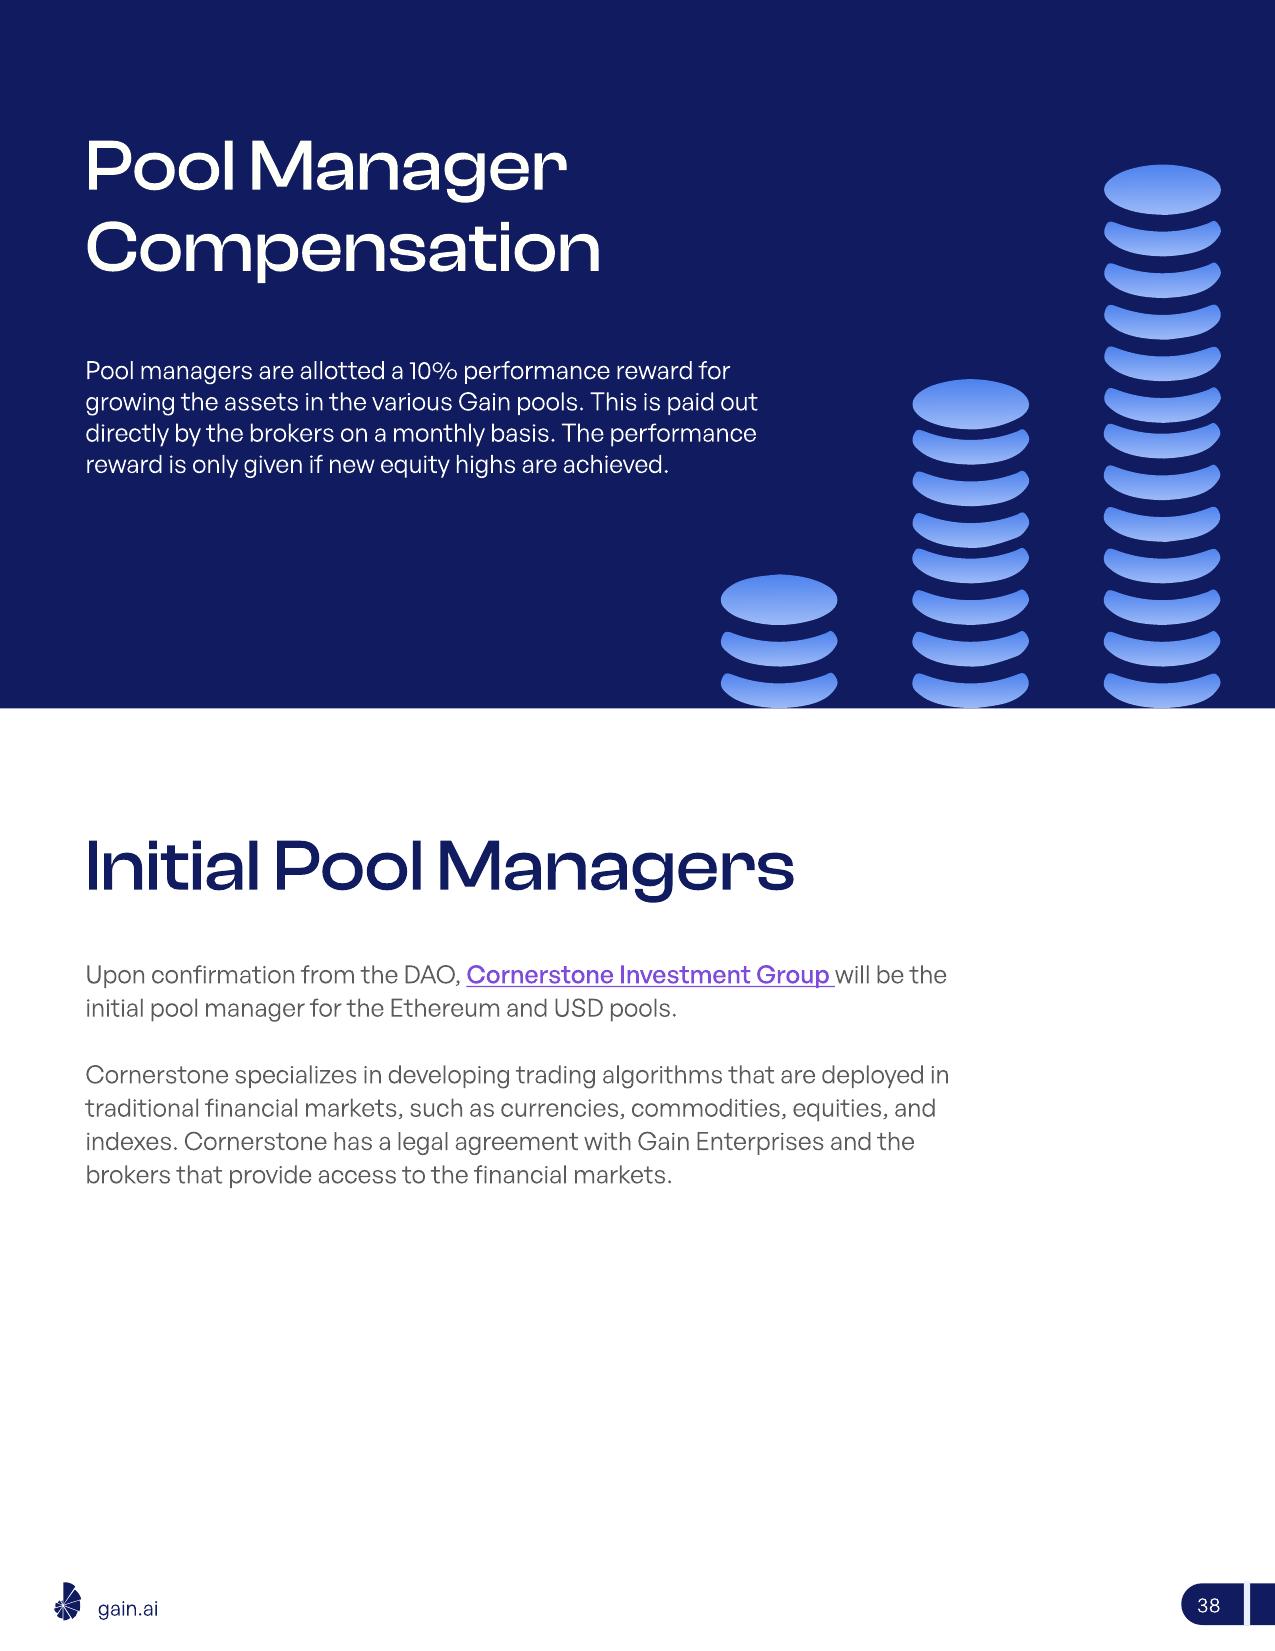 Pool Manager
Compensation
Pool managers are allotted a 10% performance reward for
growing the assets in the various Gain pools. This is paid out
directly by the brokers on a monthly basis. The performance
reward is only given if new equity highs are achieved.
Initial Pool Managers
Upon confirmation from the DAO, Cornerstone Investment Group will be the
initial pool manager for the Ethereum and USD pools.
Cornerstone specializes in developing trading algorithms that are deployed in
traditional financial markets, such as currencies, commodities, equities, and
indexes. Cornerstone has a legal agreement with Gain Enterprises and the
brokers that provide access to the financial markets.
gain.ai
38